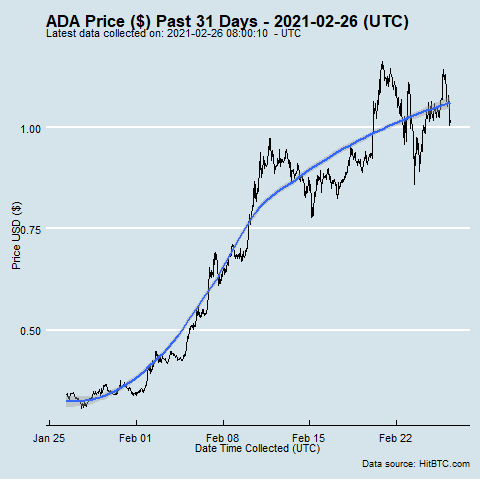 ADA Price ($) Past 31 Days - 2021-02-26 (UTC)
Latest data collected on: 2021-02-26 08:00:10 - UTC
1.00
0.75
0.50
Price USD ($)
Jan 25 Feb 01 Feb 08 Feb 15 Feb 22
Date Time Collected (UTC)
Data source: HitBTC.com